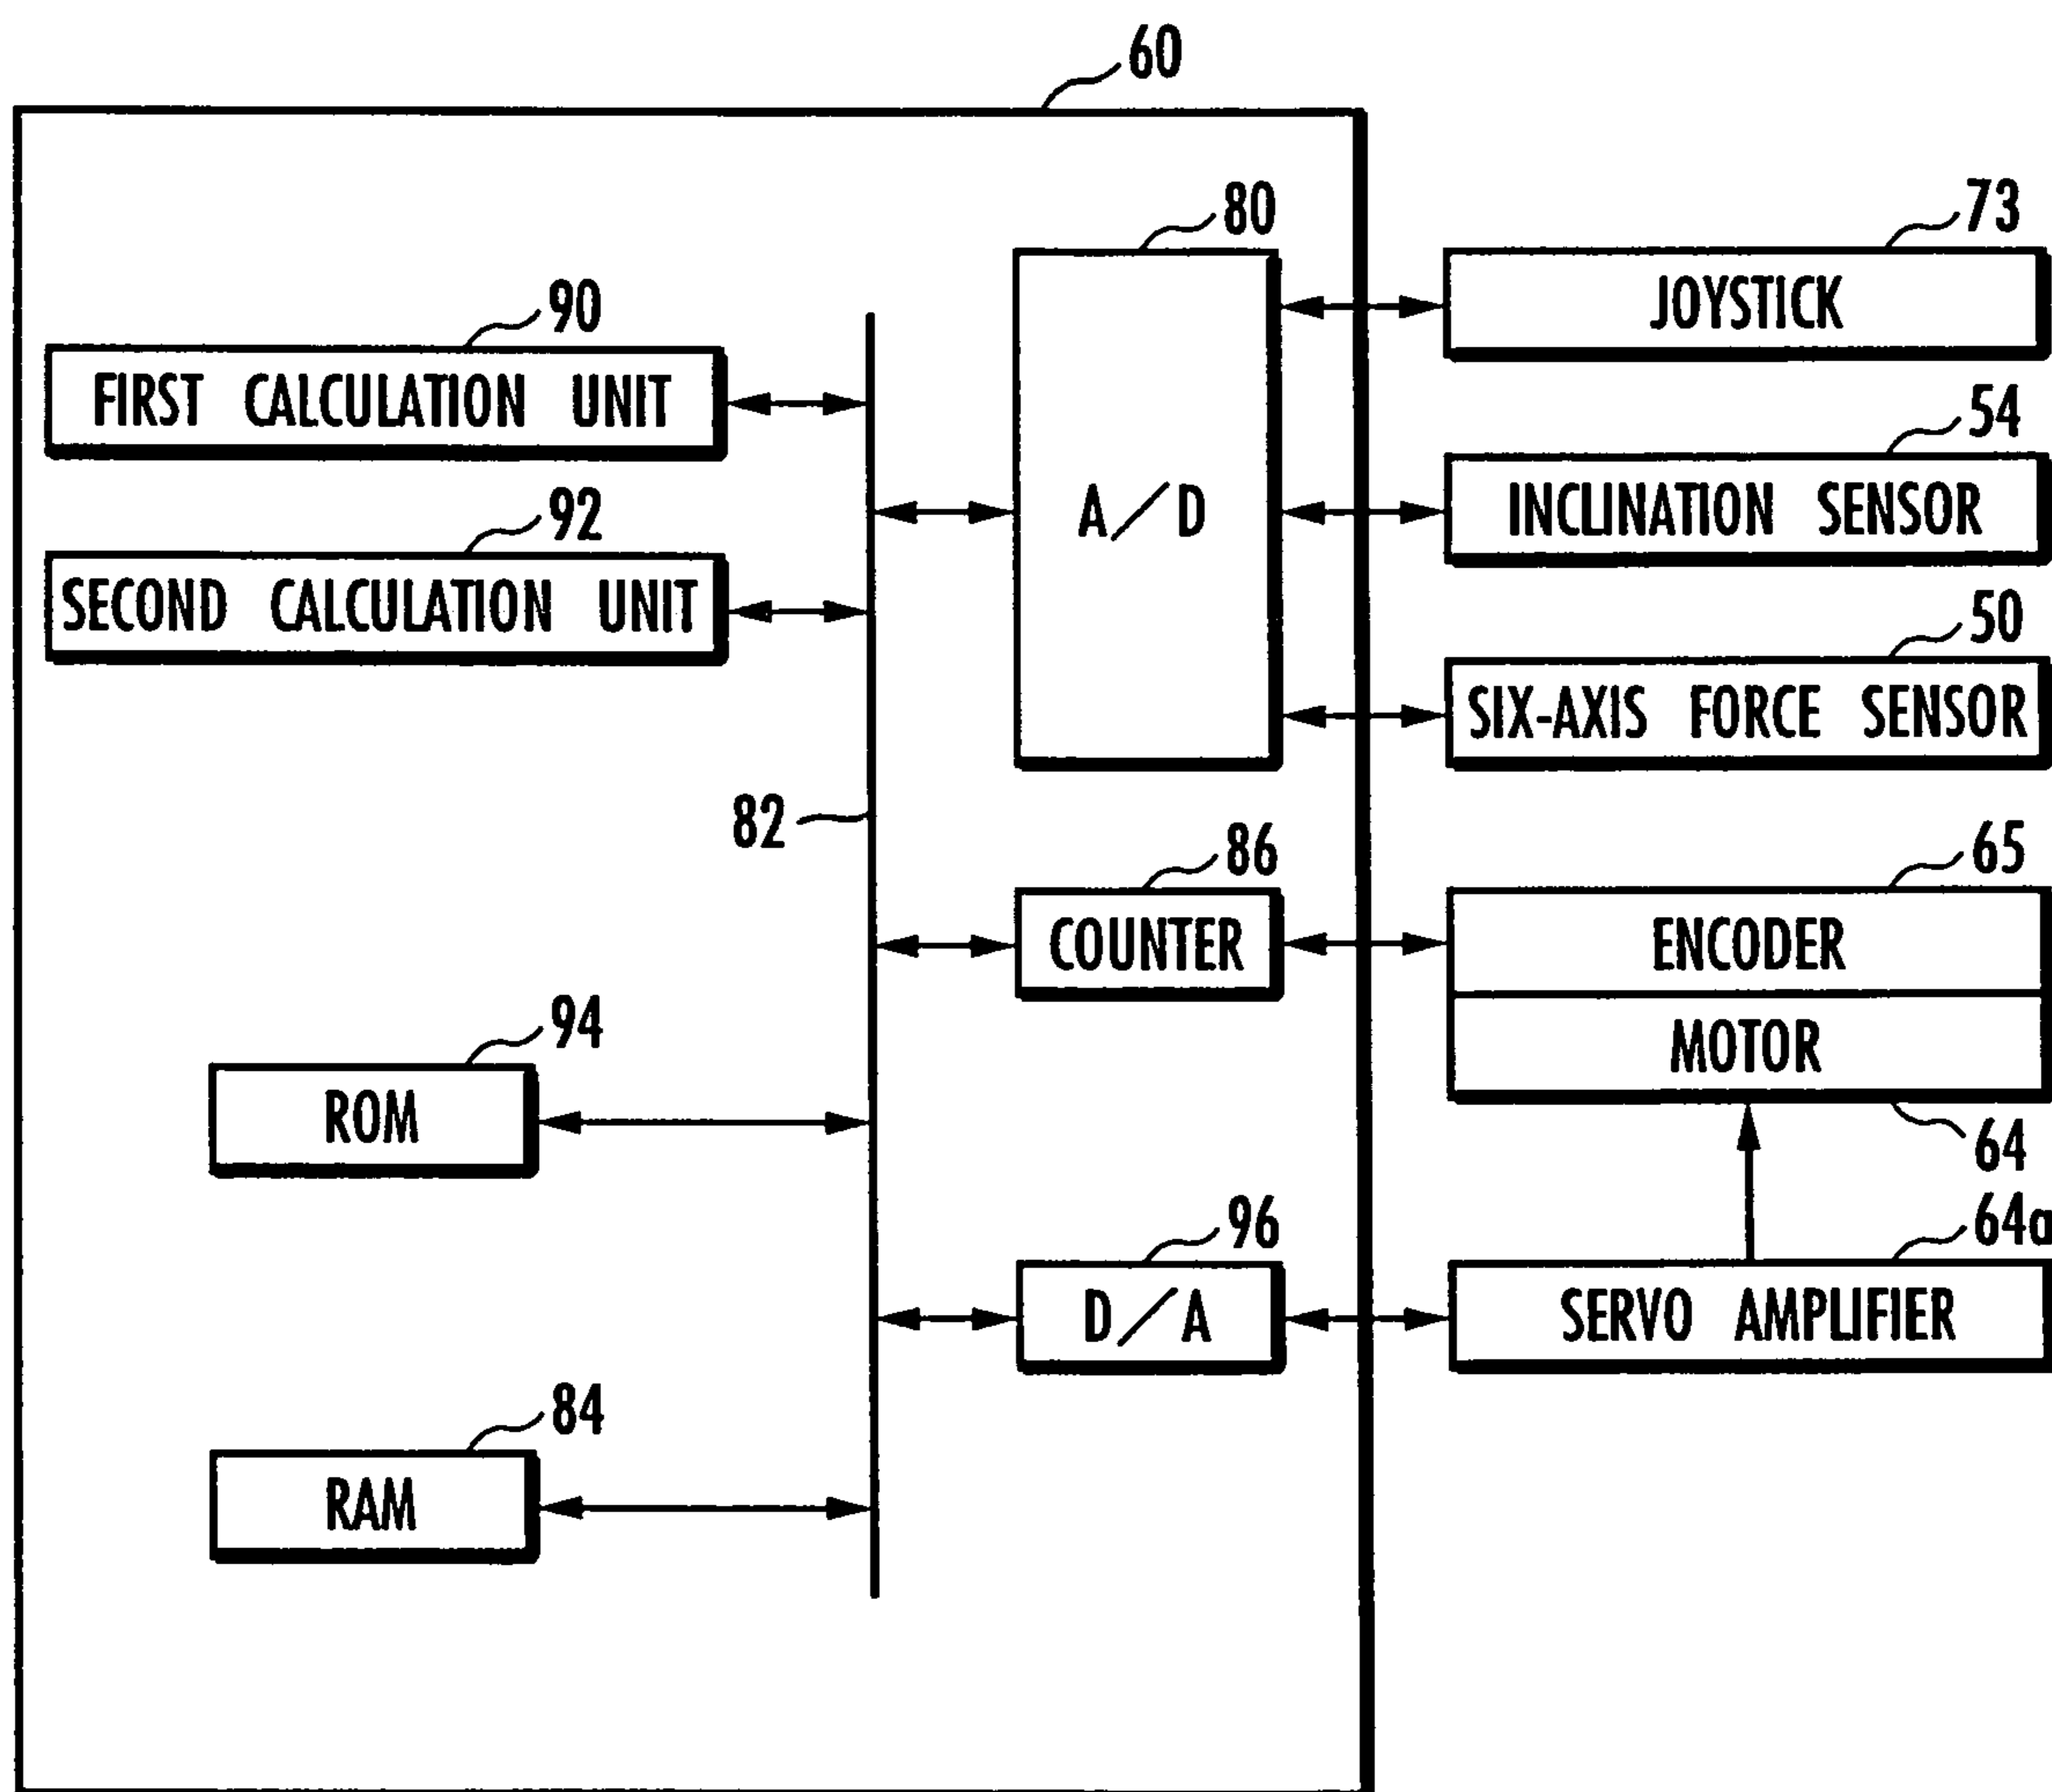 60
80
73
JOYSTICK
90
FIRST CALCULATION UNIT
54
A/D
INCLINATION SENSOR
92
SECOND CALCULATION UNIT
50
SIX-AXIS FORCE SENSOR
82
86
65
COUNTER
ENCODER
94
MOTOR
ROM
64
96
64a
D/A
SERVO AMPLIFIER
84
RAM